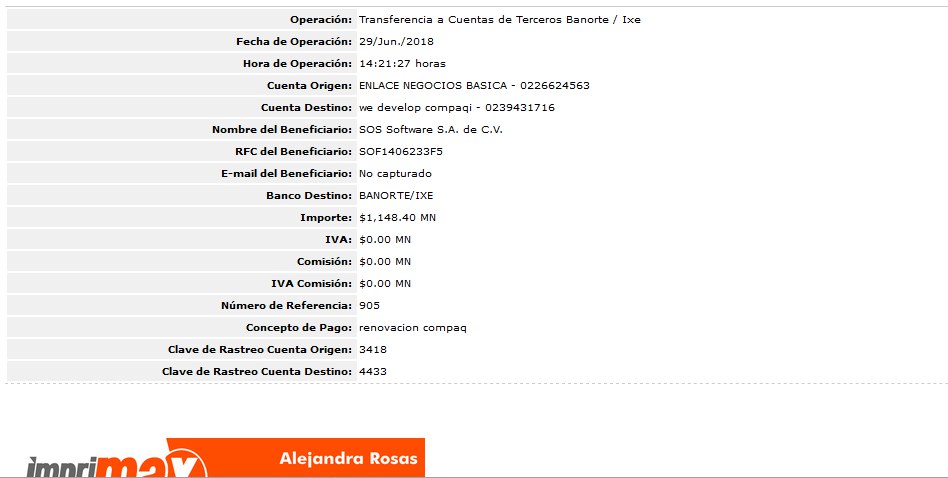 Operación: Transferencia a Cuentas de Terceros Banorte / Ixe
Fecha de Operación: 29/Jun./2018
Hora de Operación: 14:21:27 horas
Cuenta Origen: ENLACE NEGOCIOS BASICA - 0226624563
Cuenta Destino: we develop compaqi - 0239431716
Nombre del Beneficiario: SOS Software S.A. de C.V.
RFC del Beneficiario: SOF1406233F5
E-mail del Beneficiario: No capturado
Banco Destino: BANORTE/IXE
Importe: $1,148.40 MN
IVA: $0.00 MN
Comisión: $0.00 MN
IVA Comisión: $0.00 MN
Número de Referencia: 905
Concepto de Pago: renovacion compaq
Clave de Rastreo Cuenta Origen: 3418
Clave de Rastreo Cuenta Destino: 4433
imprimax Alejandra Rosas